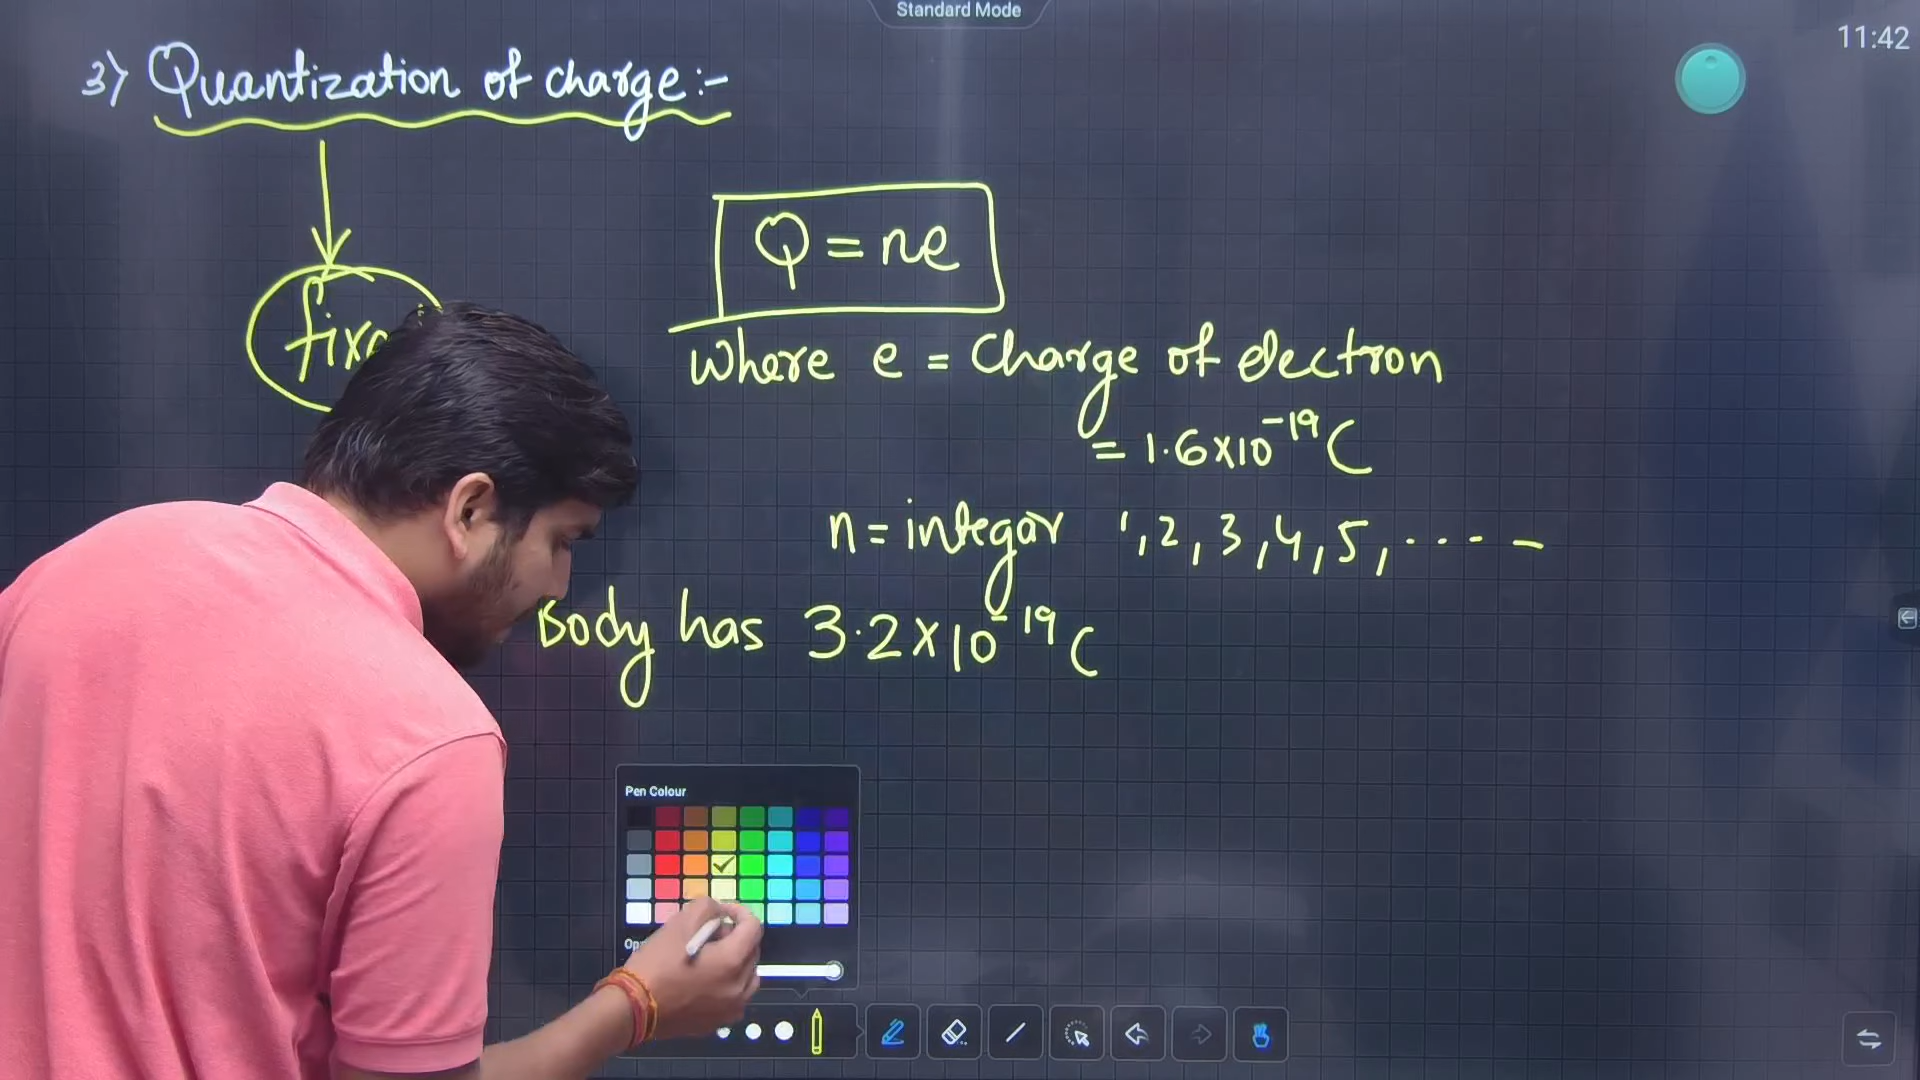 Standard Mode
11:42
3) Quantization of charge:-
Q = ne
where e = Charge of electron
= 1.6×10⁻¹⁹ C
n = integar 1, 2, 3, 4, 5, ----
Body has 3.2×10⁻¹⁹ C
Pen Colour